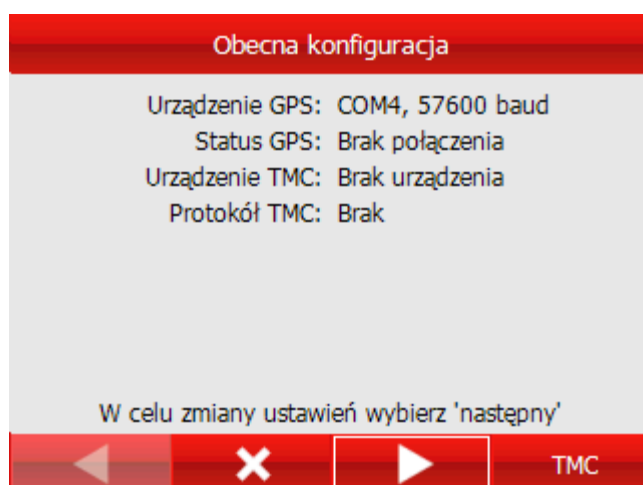 Obecna konfiguracja
Urządzenie GPS: COM4, 57600 baud
Status GPS: Brak połączenia
Urządzenie TMC: Brak urządzenia
Protokół TMC: Brak
W celu zmiany ustawień wybierz 'następny'
TMC